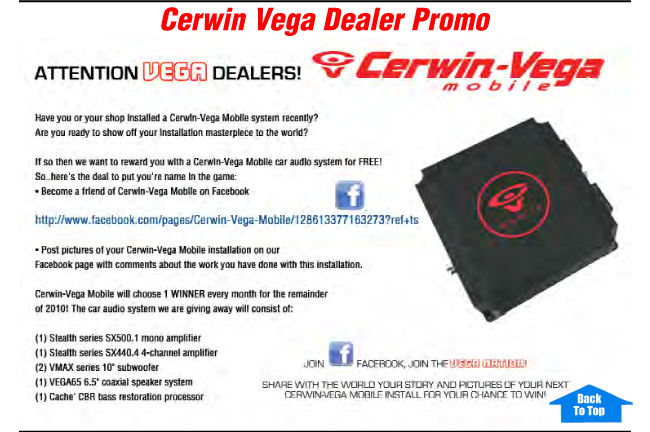 Cerwin Vega Dealer Promo
ATTENTION VEGA DEALERS!
Cerwin-Vega
mobile
Have you or your shop installed a Cerwin-Vega Mobile system recently?
Are you ready to show off your installation masterpiece to the world?
If so then we want to reward you with a Cerwin-Vega Mobile car audio system for FREE!
So..here's the deal to put you're name in the game:
• Become a friend of Cerwin-Vega Mobile on Facebook
f
http://www.facebook.com/pages/Cerwin-Vega-Mobile/128613377163273?ref=ts
• Post pictures of your Cerwin-Vega Mobile installation on our
Facebook page with comments about the work you have done with this installation.
Cerwin-Vega Mobile will choose 1 WINNER every month for the remainder
of 2010! The car audio system we are giving away will consist of:
(1) Stealth series SX500.1 mono amplifier
(1) Stealth series SX440.4 4-channel amplifier
(2) VMAX series 10" subwoofer
(1) VEGA65 6.5" coaxial speaker system
(1) Cache' CBR bass restoration processor
JOIN f FACEBOOK, JOIN THE VEGA NATION!
SHARE WITH THE WORLD YOUR STORY AND PICTURES OF YOUR NEXT
CERWIN-VEGA MOBILE INSTALL FOR YOUR CHANCE TO WIN!
Back
To Top